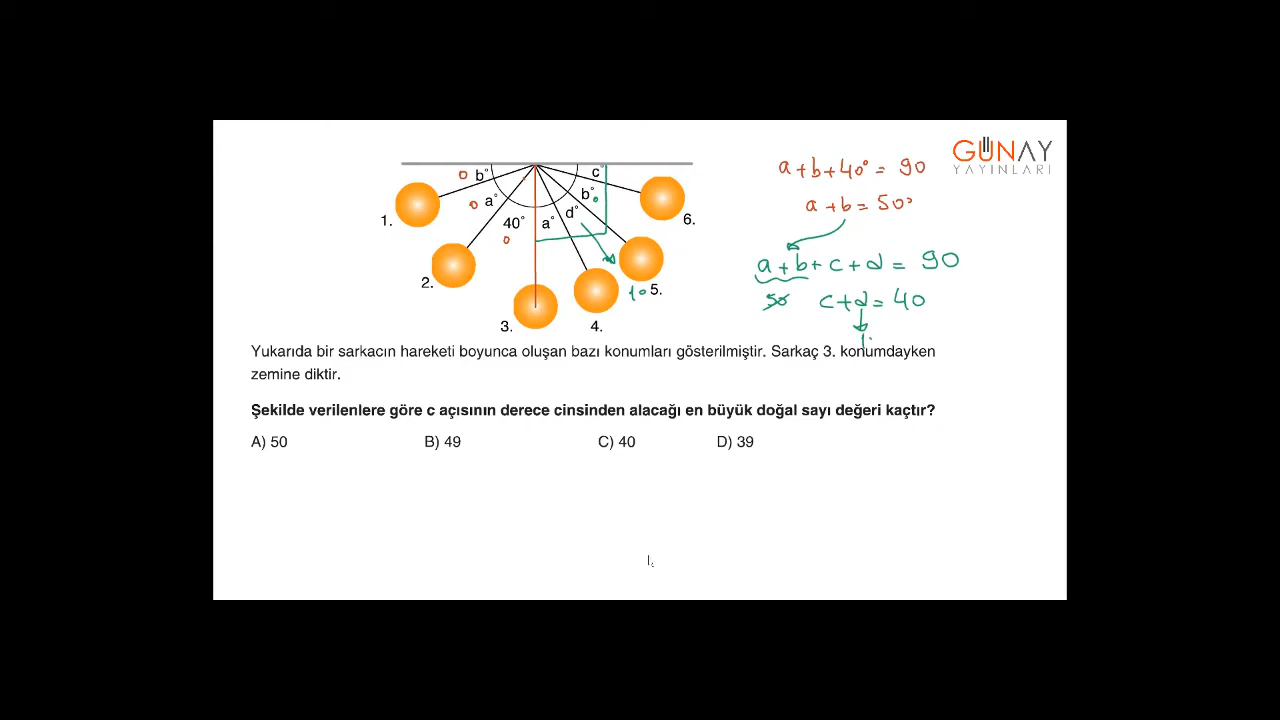 GÜNAY
YAYINLARI
a+b+40° = 90
a+b = 50°
a+b+c+d = 90
50 c+d = 40
1°
b° c°
a° b°
40° a° d°
1. 6.
2. 1° 5.
3. 4.
Yukarıda bir sarkacın hareketi boyunca oluşan bazı konumları gösterilmiştir. Sarkaç 3. konumdayken
zemine diktir.
Şekilde verilenlere göre c açısının derece cinsinden alacağı en büyük doğal sayı değeri kaçtır?
A) 50 B) 49 C) 40 D) 39